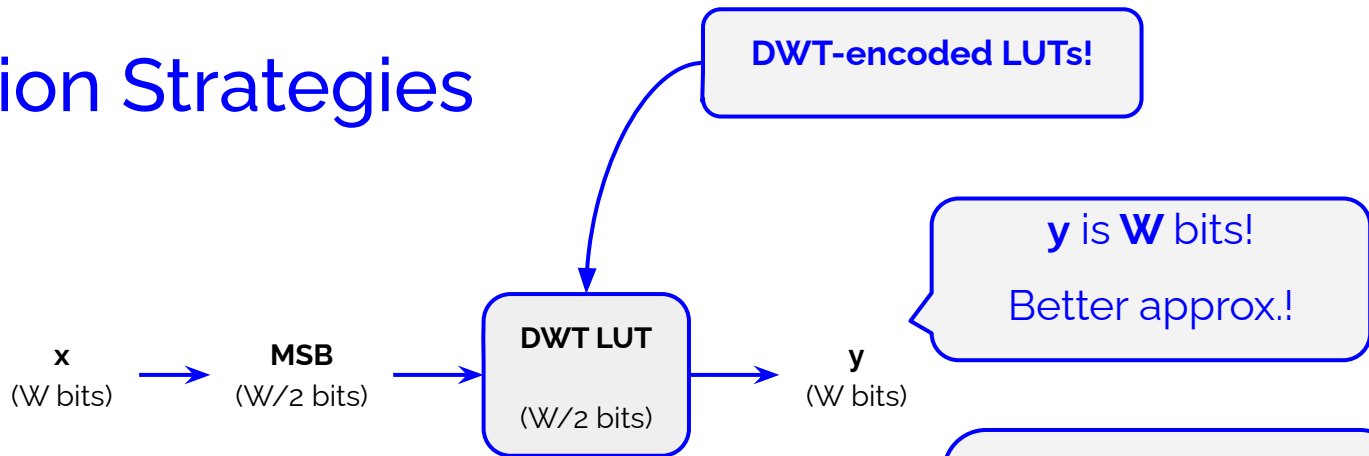 DWT-encoded LUTs!
ion Strategies
y is W bits!
Better approx.!
x
(W bits)
MSB
(W/2 bits)
DWT LUT
(W/2 bits)
y
(W bits)